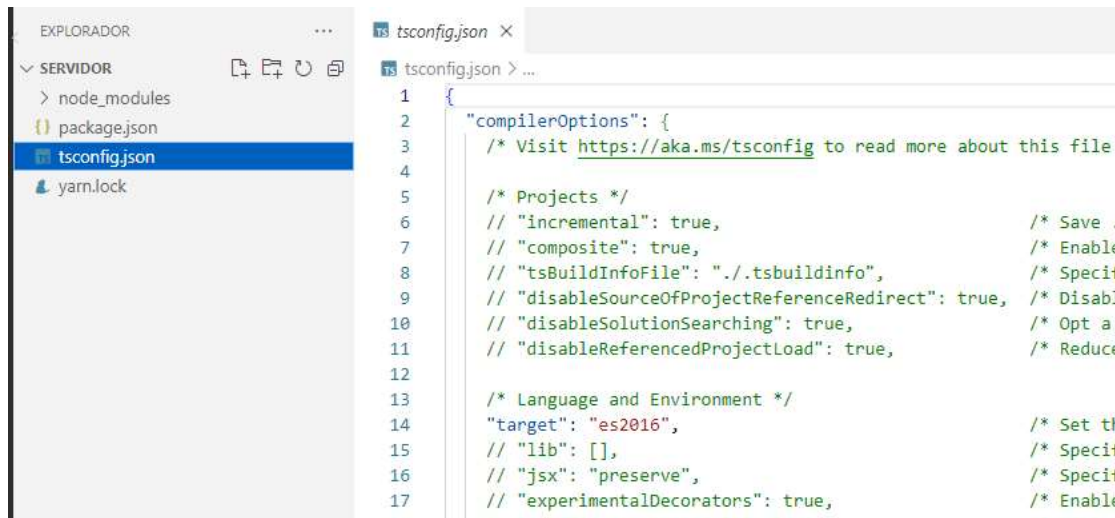 EXPLORADOR
SERVIDOR
node_modules
{} package.json
TS tsconfig.json
yarn.lock
TS tsconfig.json ×
TS tsconfig.json > ...
1 {
2 "compilerOptions": {
3 /* Visit https://aka.ms/tsconfig to read more about this file
4
5 /* Projects */
6 // "incremental": true, /* Save
7 // "composite": true, /* Enable
8 // "tsBuildInfoFile": "./.tsbuildinfo", /* Specif
9 // "disableSourceOfProjectReferenceRedirect": true, /* Disabl
10 // "disableSolutionSearching": true, /* Opt a
11 // "disableReferencedProjectLoad": true, /* Reduce
12
13 /* Language and Environment */
14 "target": "es2016", /* Set th
15 // "lib": [], /* Specif
16 // "jsx": "preserve", /* Specif
17 // "experimentalDecorators": true, /* Enable